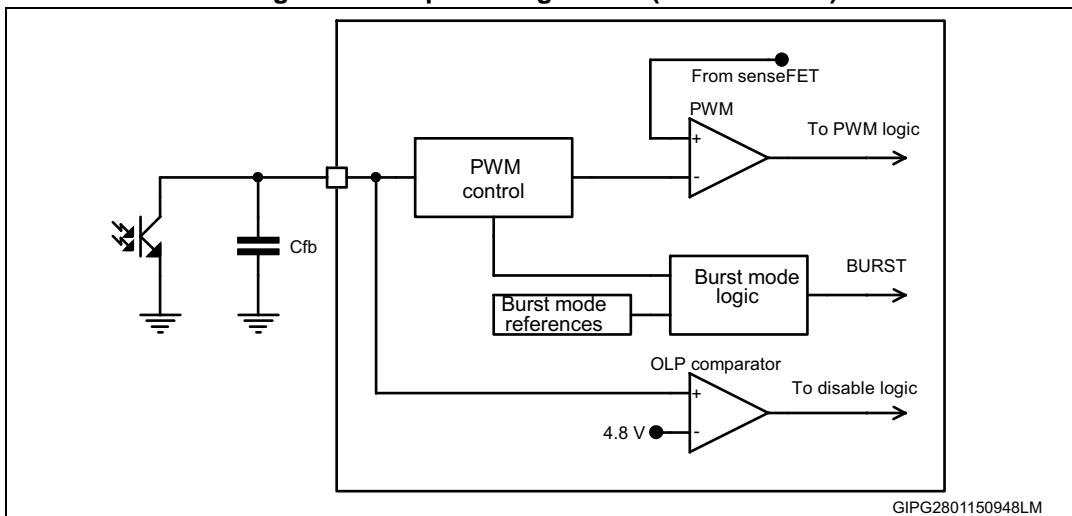 From senseFET
PWM
+
-
To PWM logic
PWM
control
Cfb
Burst mode
logic
BURST
Burst mode
references
OLP comparator
+
-
4.8 V
To disable logic
GIPG2801150948LM